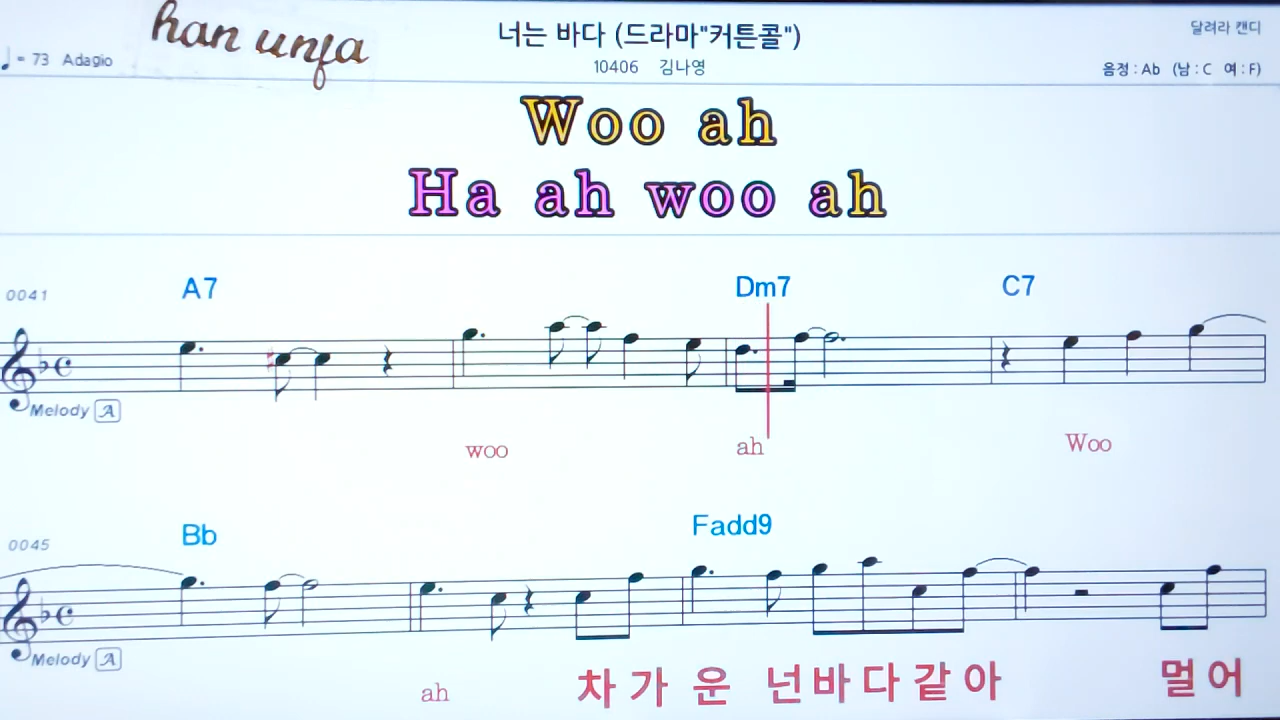 han unja
너는 바다 (드라마"커튼콜")
달려라 캔디
♩= 73 Adagio
10406 김나영
음정 : Ab (남 : C 여 : F)
Woo ah
Ha ah woo ah
0041 A7 Dm7 C7
Melody A
woo ah Woo
0045 Bb Fadd9
Melody A
ah 차가운 넌바다같아 멀어